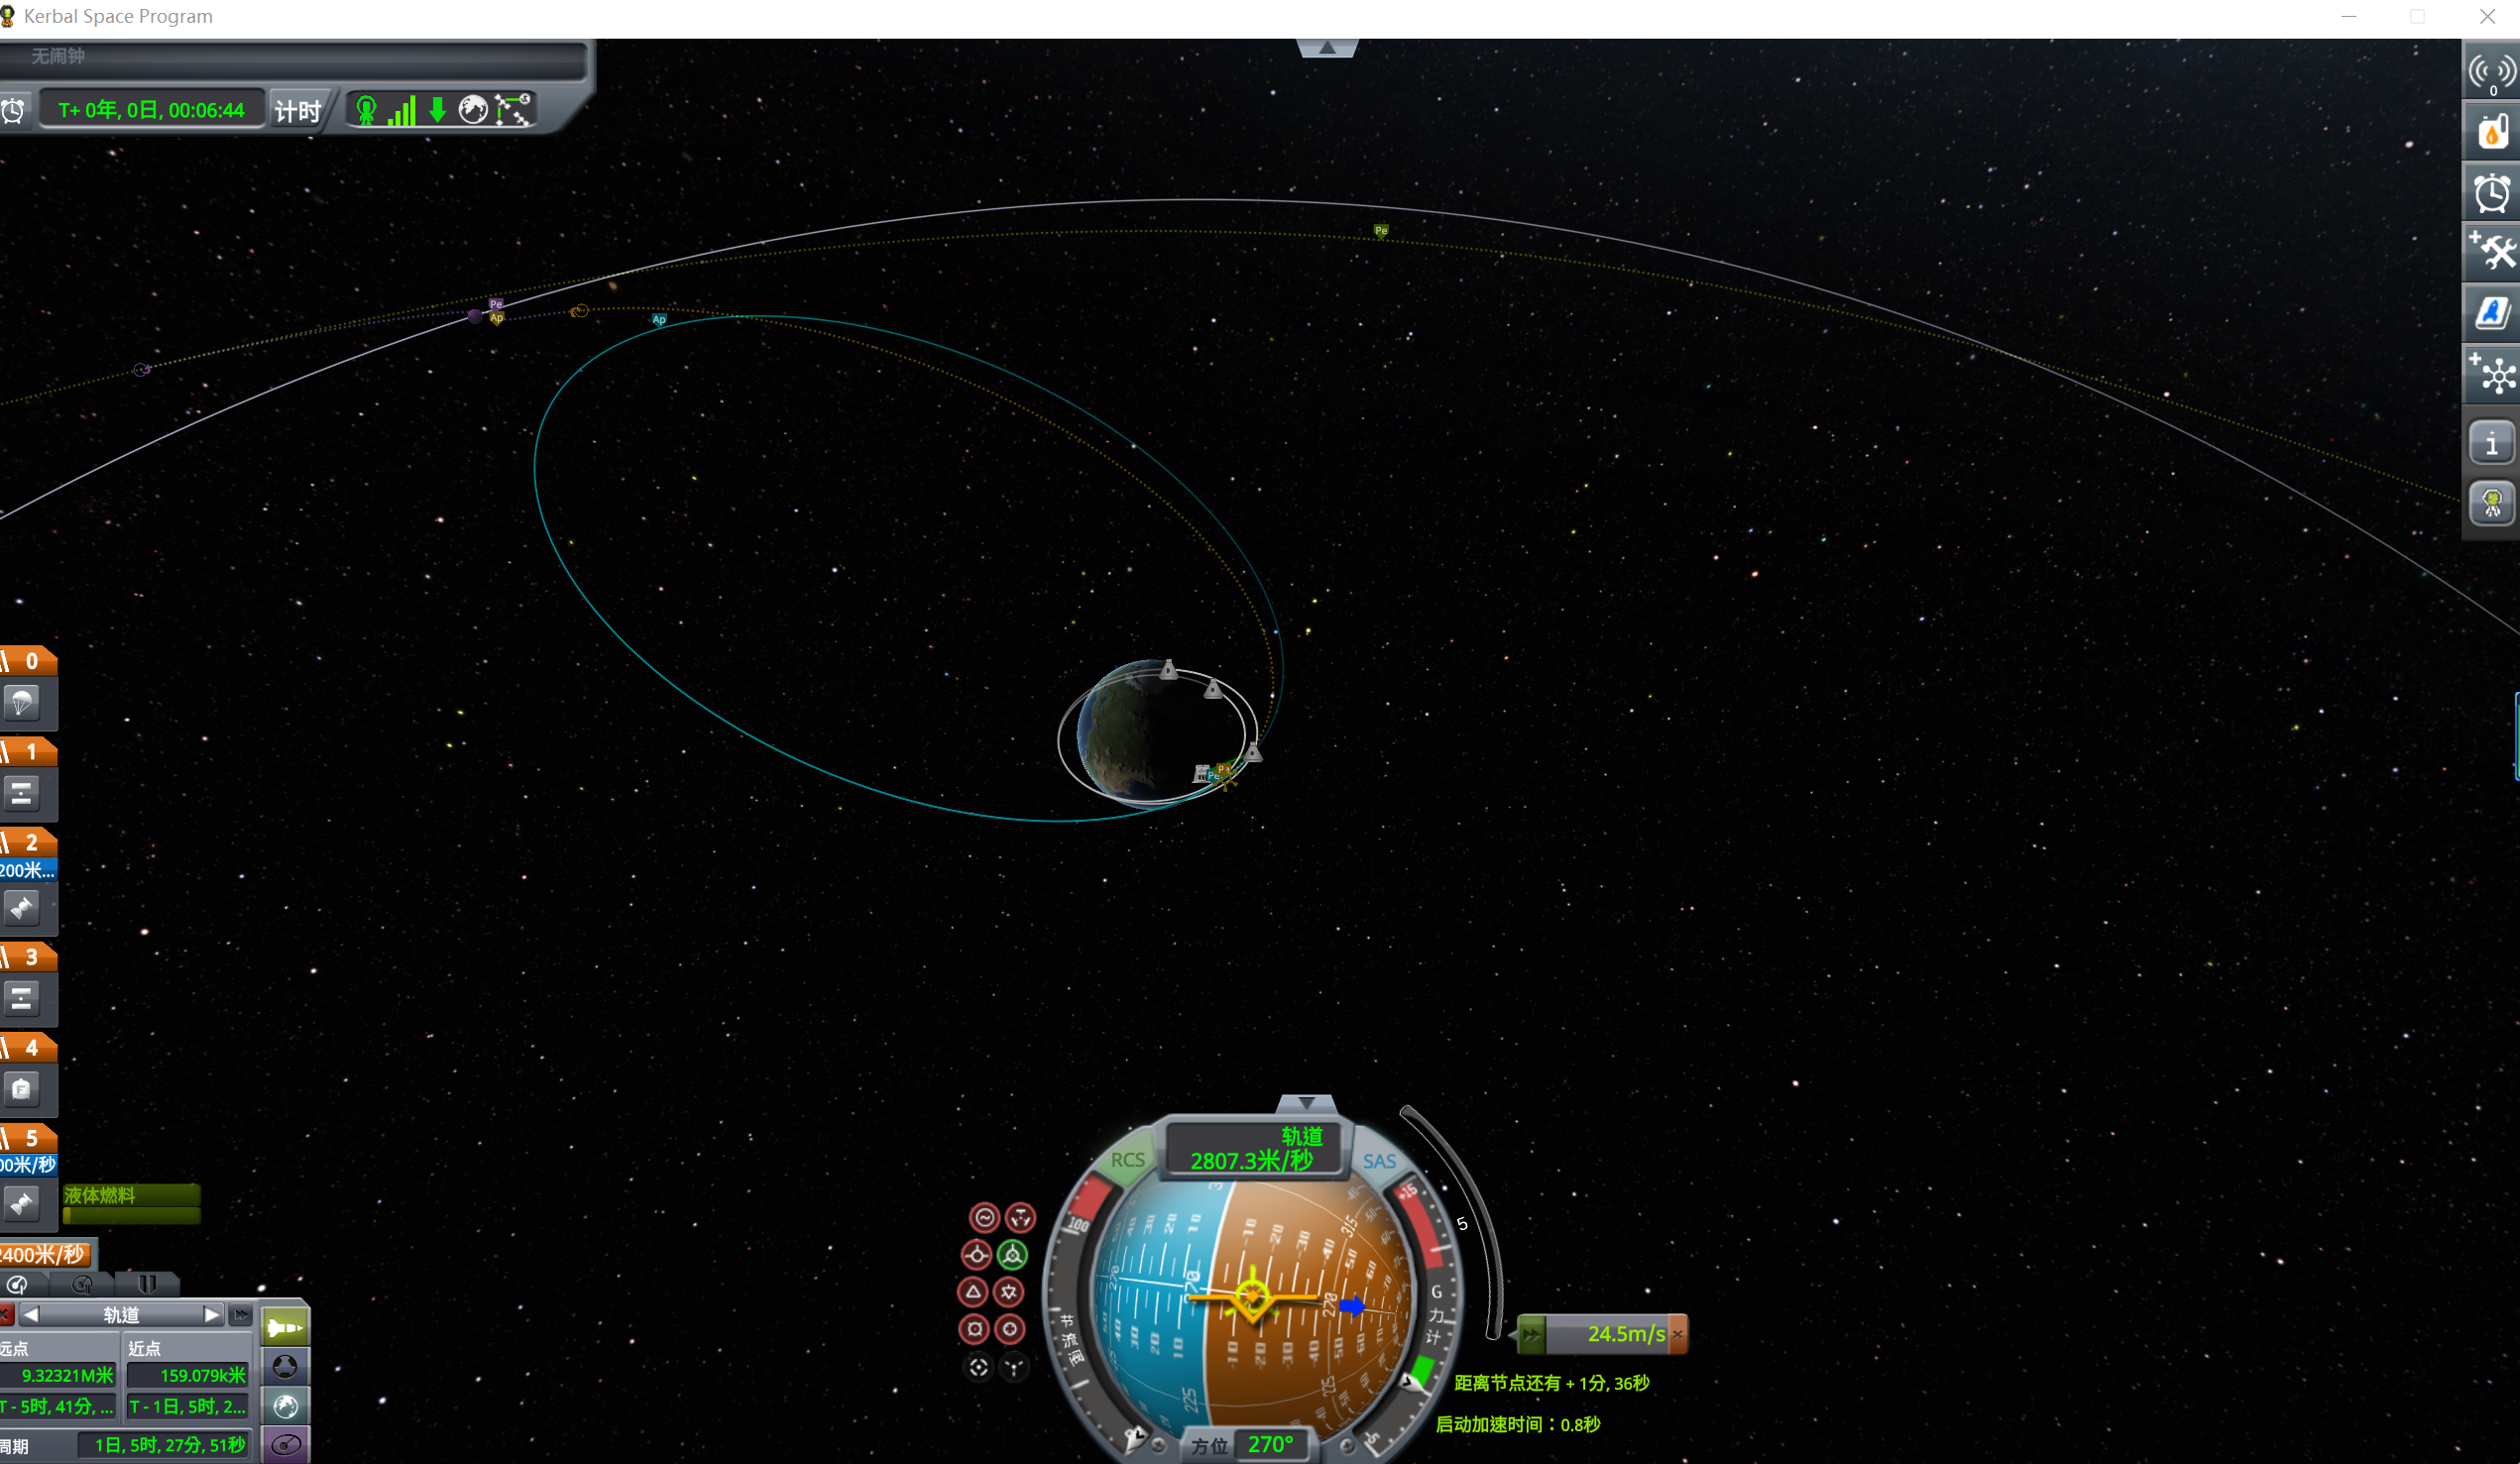 Kerbal Space Program
无闹钟
T+ 0年, 0日, 00:06:44
计时
0
Pe
Pe
Ap
Ap
0
1
2
200米...
3
4
5
00米/秒
液体燃料
2400米/秒
轨道
远点
近点
9.32321M米
159.079k米
T - 5时, 41分, ...
T - 1日, 5时, 2...
周期
1日, 5时, 27分, 51秒
Pe
轨道
2807.3米/秒
RCS
SAS
100
节流阀
+15
G力计
5
24.5m/s
距离节点还有 + 1分, 36秒
启动加速时间：0.8秒
方位
270°